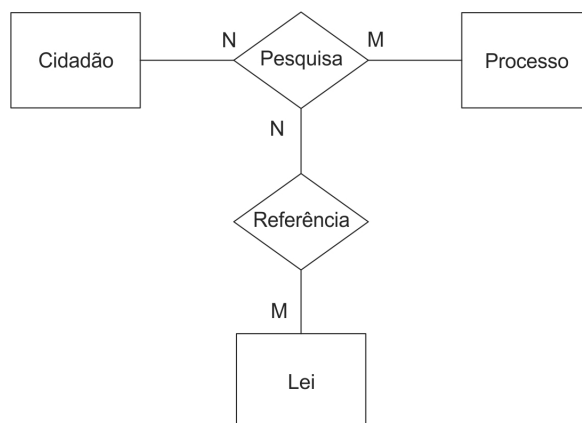 Cidadão
N
Pesquisa
M
Processo
N
Referência
M
Lei